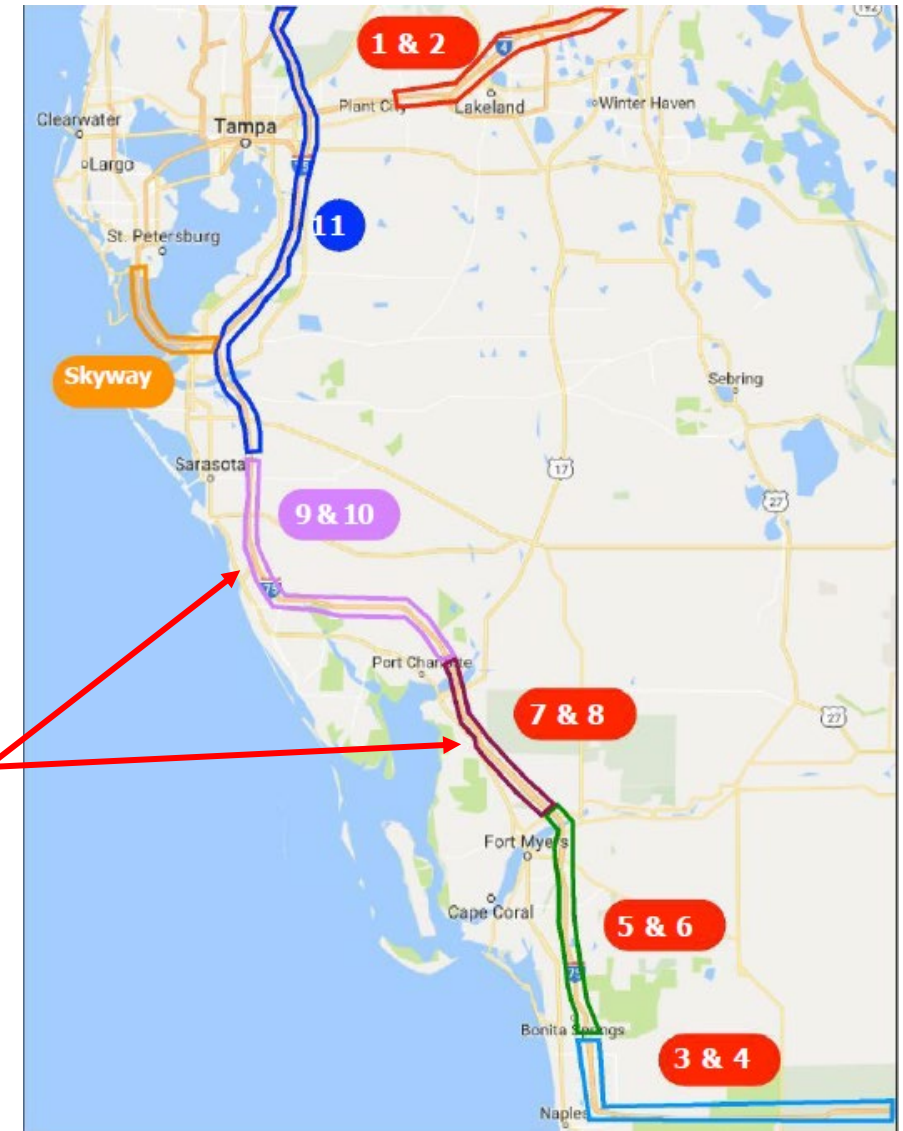 192
1 & 2
4
Plant City
Lakeland
Winter Haven
Clearwater
Tampa
Largo
11
St. Petersburg
Skyway
Sebring
Sarasota
17
27
9 & 10
75
Port Charlotte
7 & 8
27
Fort Myers
Cape Coral
5 & 6
75
Bonita Springs
3 & 4
Naples